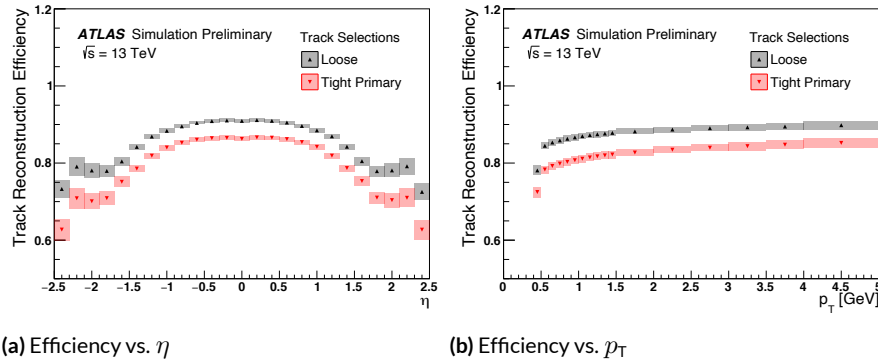 Track Reconstruction Efficiency
1.2
1
0.8
0.6
ATLAS Simulation Preliminary
√s = 13 TeV
Track Selections
Loose
Tight Primary
−2.5 −2 −1.5 −1 −0.5 0 0.5 1 1.5 2 2.5
η
(a) Efficiency vs. η
Track Reconstruction Efficiency
1.2
1
0.8
0.6
ATLAS Simulation Preliminary
√s = 13 TeV
Track Selections
Loose
Tight Primary
0 0.5 1 1.5 2 2.5 3 3.5 4 4.5 5
p_T [GeV]
(b) Efficiency vs. p_T